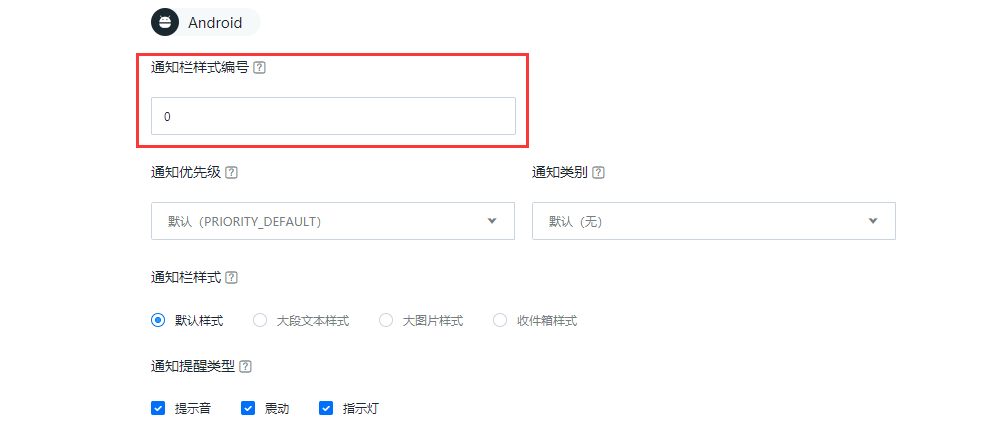 Android
通知栏样式编号 ?
0
通知优先级 ? 通知类别 ?
默认（PRIORITY_DEFAULT） 默认（无）
通知栏样式 ?
默认样式 大段文本样式 大图片样式 收件箱样式
通知提醒类型 ?
提示音 震动 指示灯